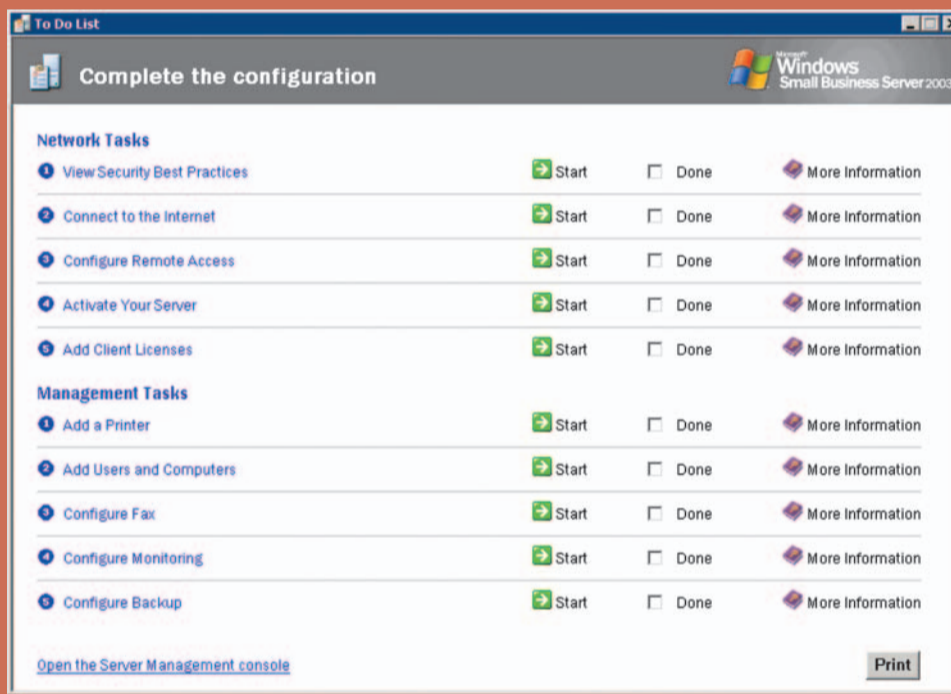 To Do List
Complete the configuration
Microsoft
Windows
Small Business Server 2003
Network Tasks
1 View Security Best Practices Start Done More Information
2 Connect to the Internet Start Done More Information
3 Configure Remote Access Start Done More Information
4 Activate Your Server Start Done More Information
5 Add Client Licenses Start Done More Information
Management Tasks
1 Add a Printer Start Done More Information
2 Add Users and Computers Start Done More Information
3 Configure Fax Start Done More Information
4 Configure Monitoring Start Done More Information
5 Configure Backup Start Done More Information
Open the Server Management console Print